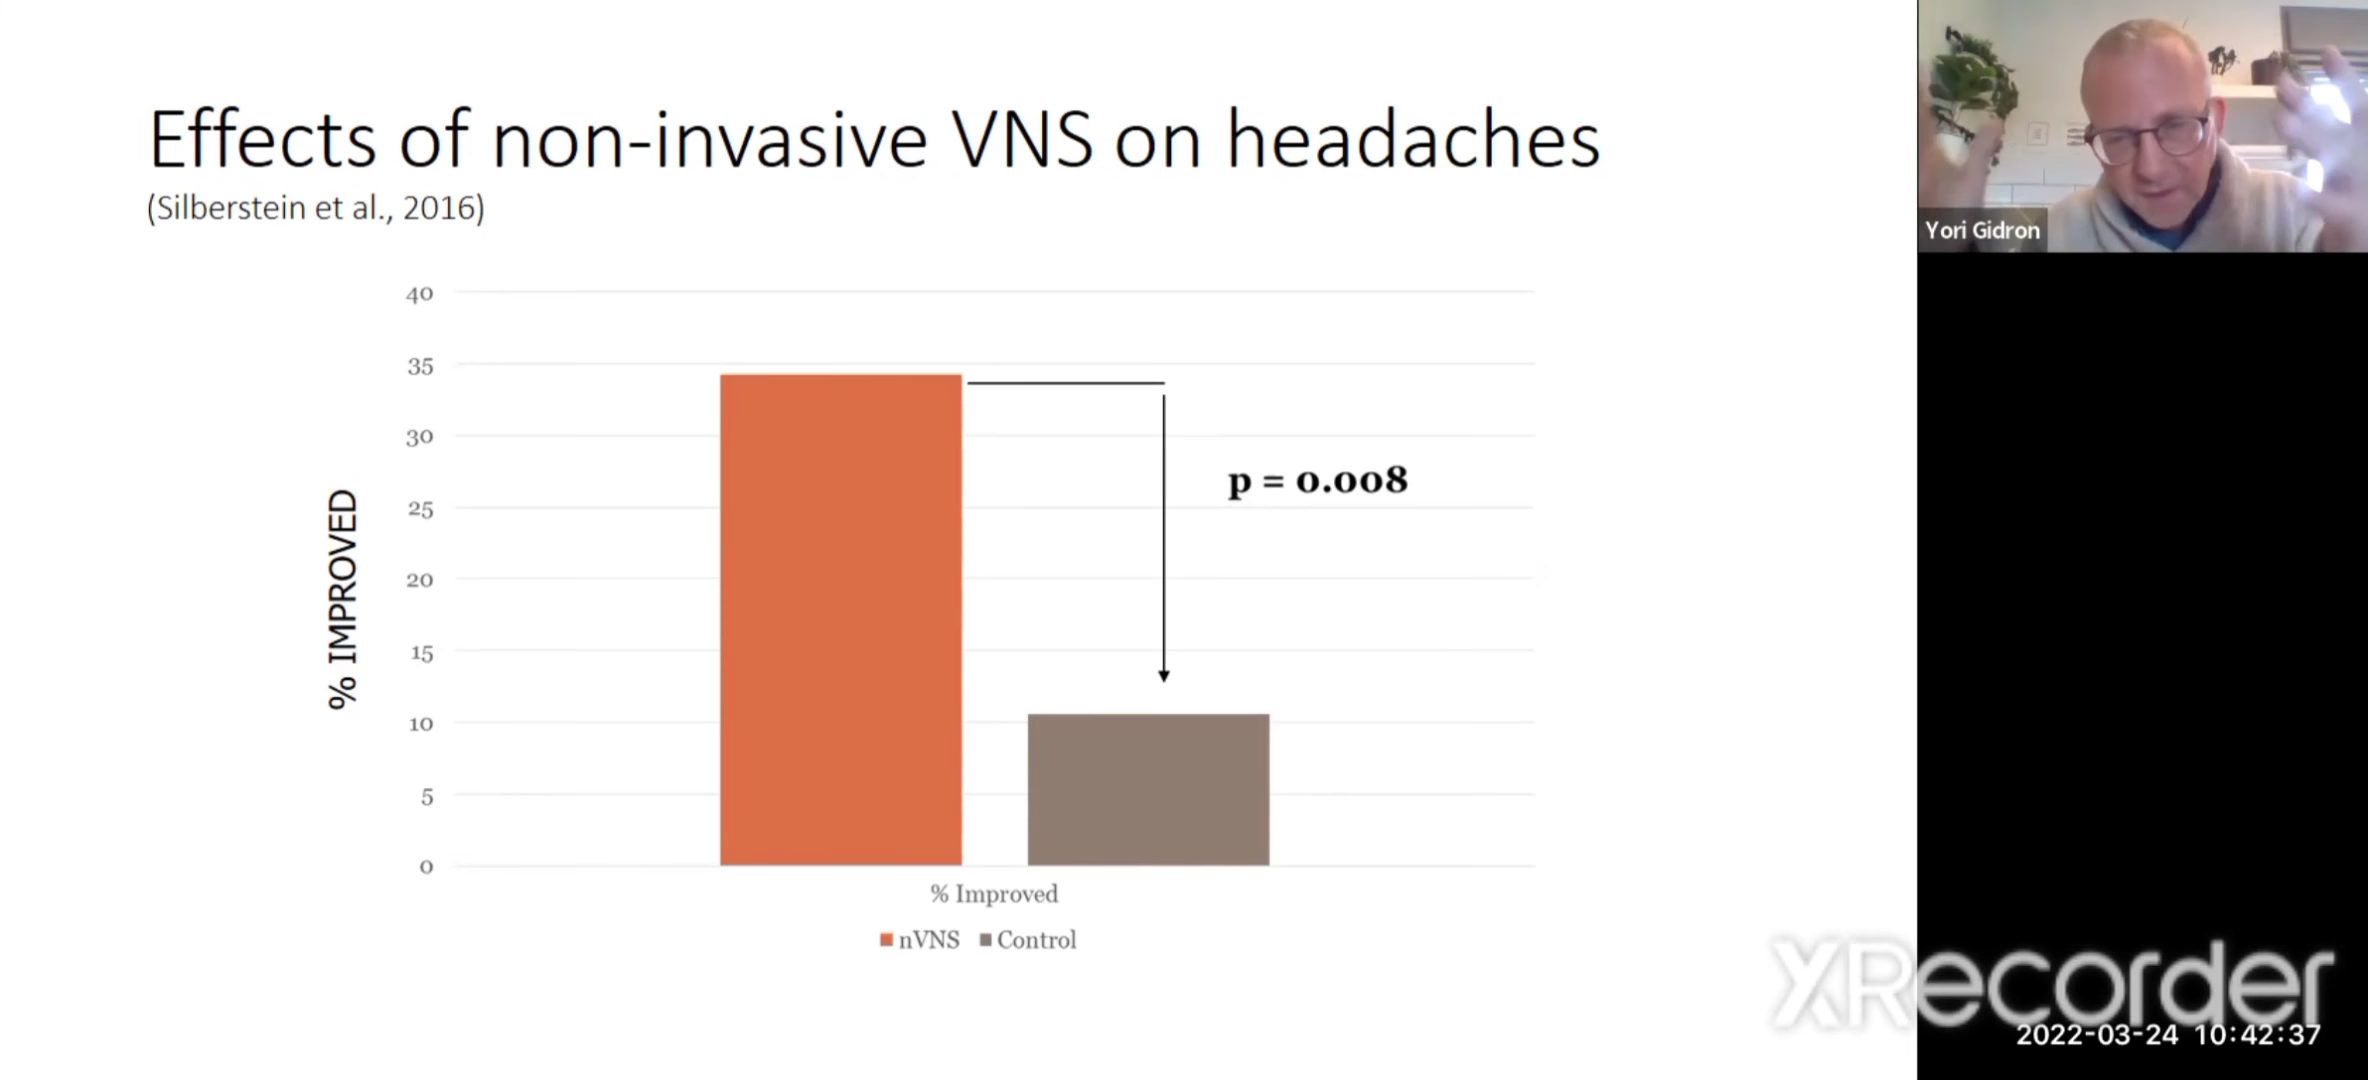 Effects of non-invasive VNS on headaches
(Silberstein et al., 2016)
Yori Gidron
40
35
30
25
20
15
10
5
0
% IMPROVED
p = 0.008
% Improved
nVNS Control
XRecorder
2022-03-24 10:42:37